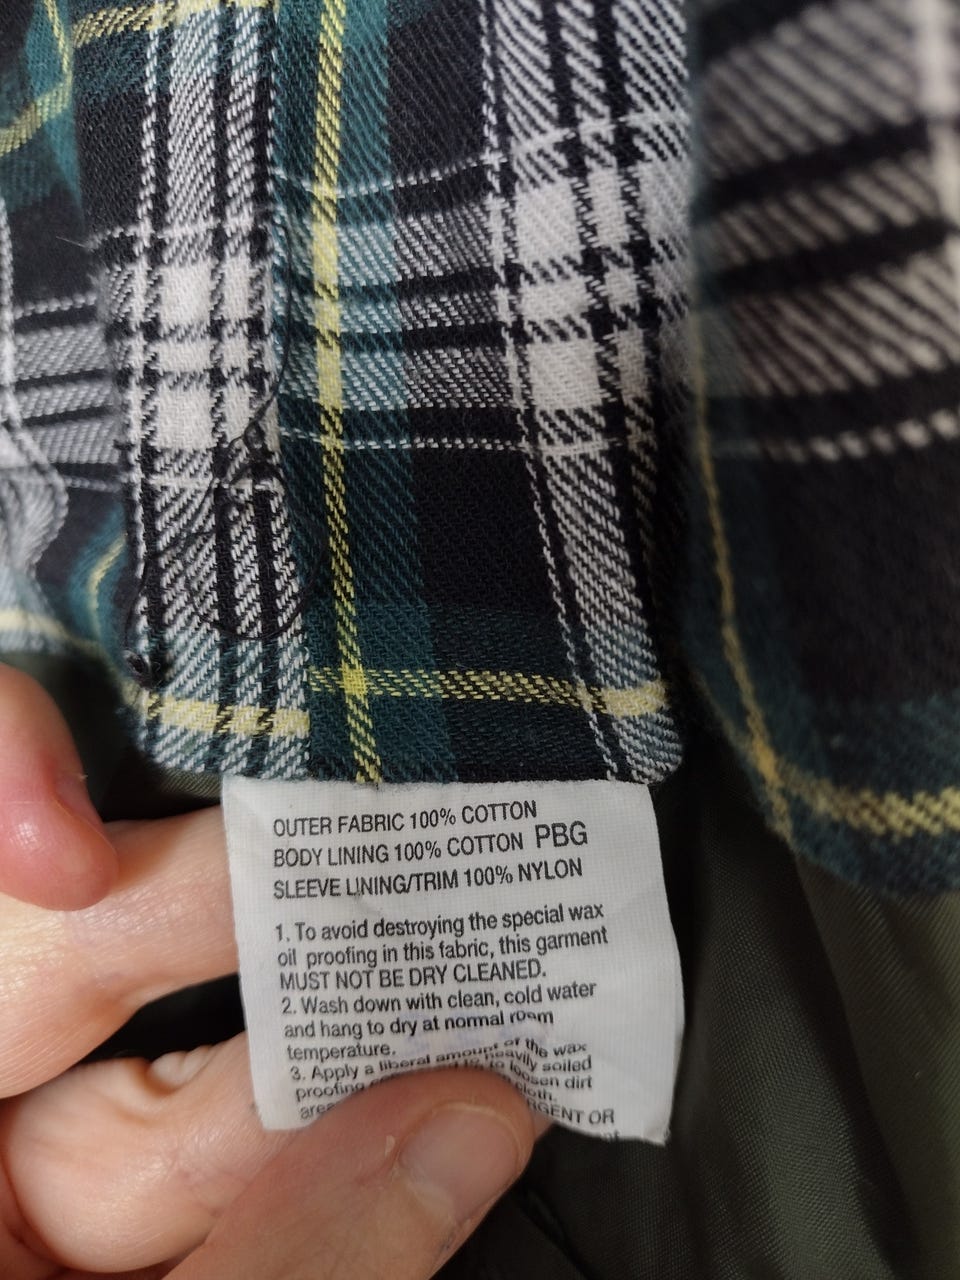 OUTER FABRIC 100% COTTON
BODY LINING 100% COTTON PBG
SLEEVE LINING/TRIM 100% NYLON
1. To avoid destroying the special wax
oil proofing in this fabric, this garment
MUST NOT BE DRY CLEANED.
2. Wash down with clean, cold water
and hang to dry at normal room
temperature.
3. Apply a liberal amount of the wax
proofing heavily soiled
to loosen dirt
cloth.
OR